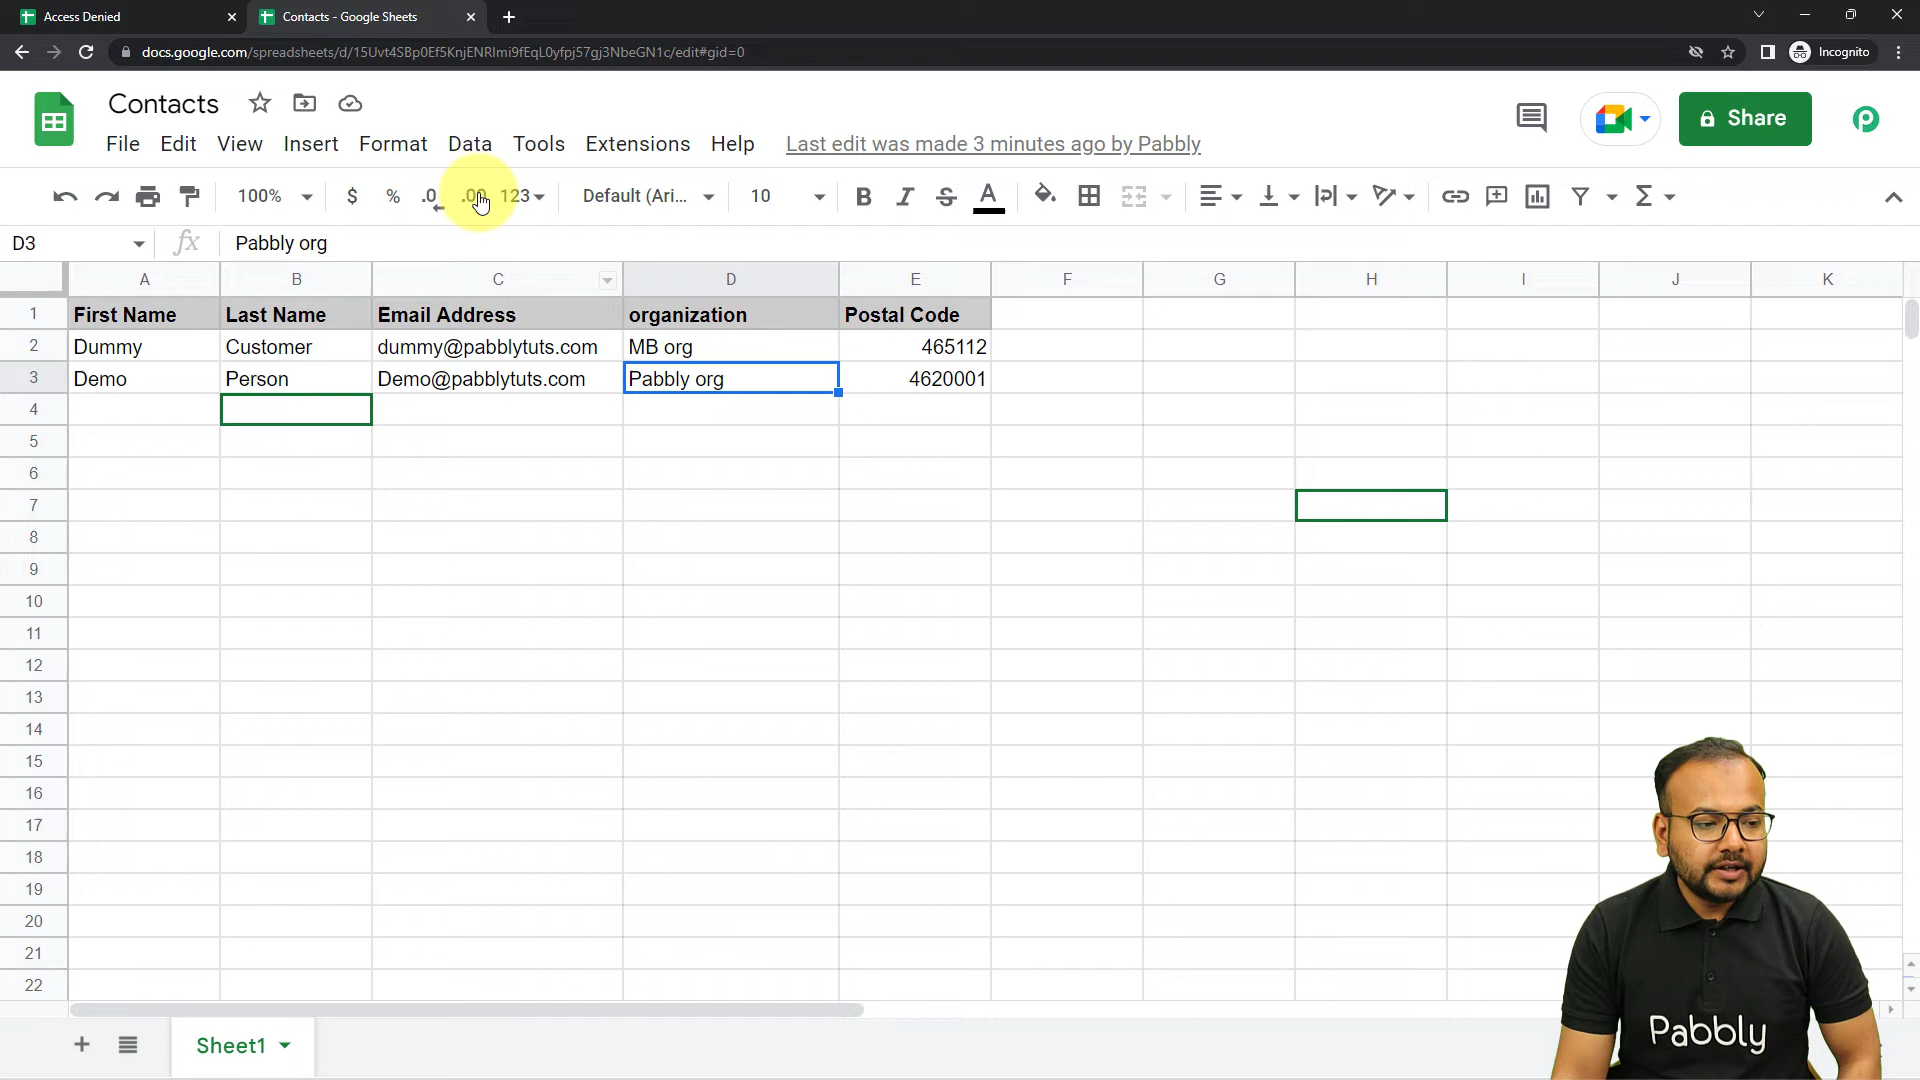 Access Denied
Contacts - Google Sheets
docs.google.com/spreadsheets/d/15Uvt4SBp0Ef5KnjENRlmi9fEqL0yfpj57gj3NbeGN1c/edit#gid=0
Incognito
Contacts
Share
File Edit View Insert Format Data Tools Extensions Help Last edit was made 3 minutes ago by Pabbly
100% $ % .0 .00 123 Default (Ari... 10 B I S A
D3 fx Pabbly org
A B C D E F G H I J K
1 First Name Last Name Email Address organization Postal Code
2 Dummy Customer dummy@pabblytuts.com MB org 465112
3 Demo Person Demo@pabblytuts.com Pabbly org 4620001
4
5
6
7
8
9
10
11
12
13
14
15
16
17
18
19
20
21
22
Sheet1
Pabbly